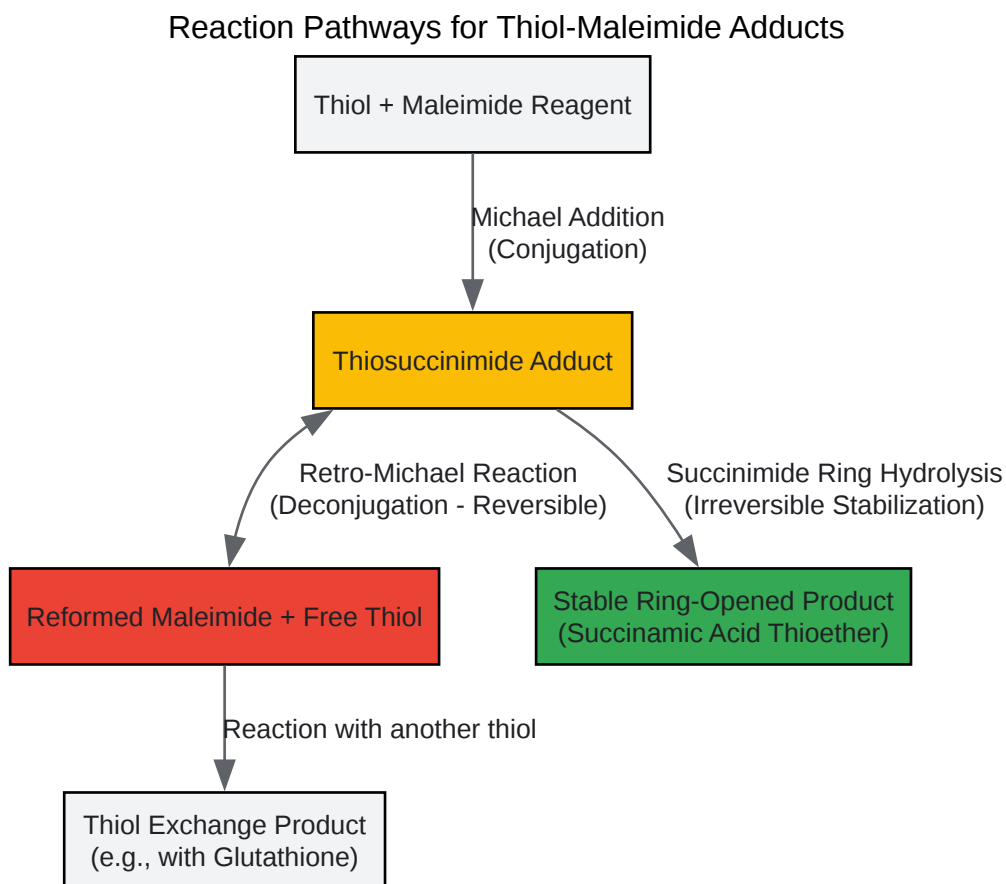 Reaction Pathways for Thiol-Maleimide Adducts
Thiol + Maleimide Reagent
Michael Addition
(Conjugation)
Thiosuccinimide Adduct
Retro-Michael Reaction
(Deconjugation - Reversible)
Succinimide Ring Hydrolysis
(Irreversible Stabilization)
Reformed Maleimide + Free Thiol
Stable Ring-Opened Product
(Succinamic Acid Thioether)
Reaction with another thiol
Thiol Exchange Product
(e.g., with Glutathione)